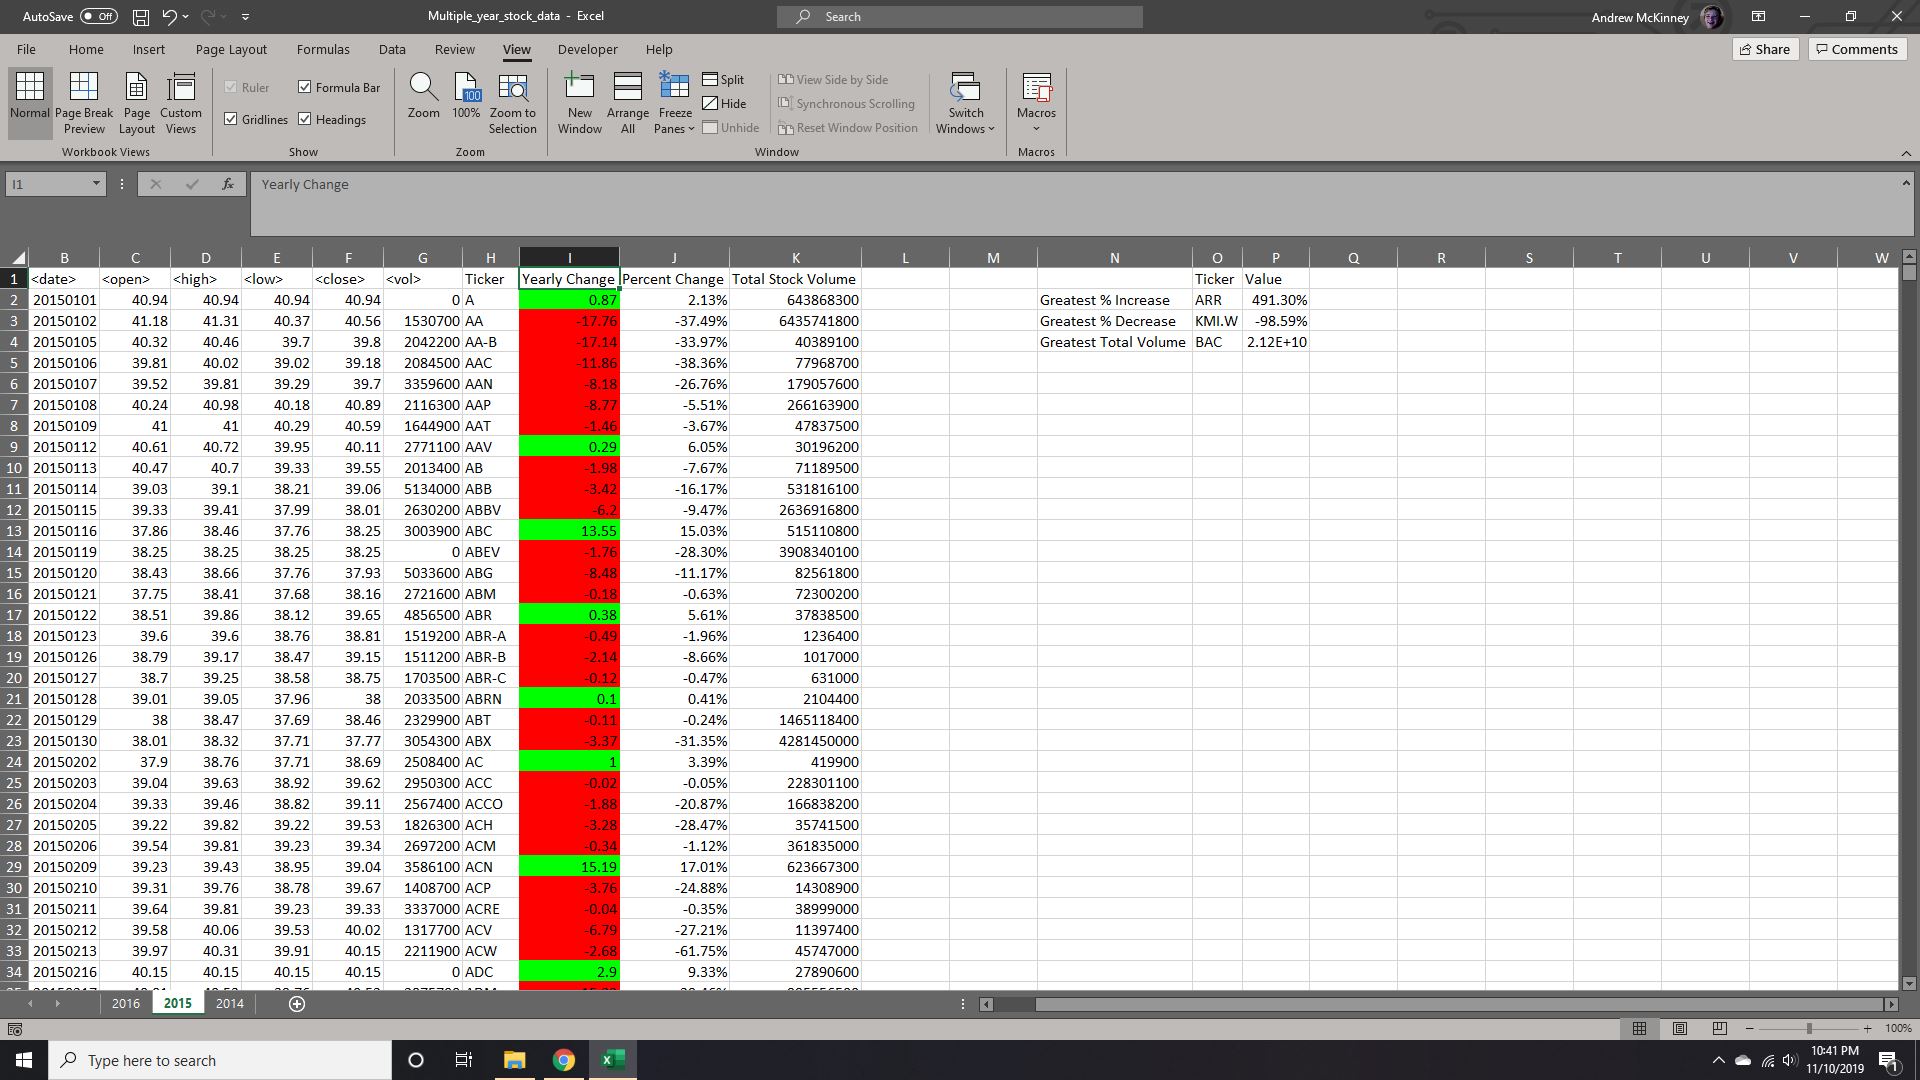 AutoSave Off Multiple_year_stock_data - Excel Search Andrew McKinney
File Home Insert Page Layout Formulas Data Review View Developer Help Share Comments
Normal
Page Break Preview
Page Layout
Custom Views
Workbook Views
Ruler Formula Bar
Gridlines Headings
Show
Zoom
100 100%
Zoom to Selection
Zoom
New Window
Arrange All
Freeze Panes
Split
Hide
Unhide
View Side by Side
Synchronous Scrolling
Reset Window Position
Window
Switch Windows
Macros
Macros
I1 fx Yearly Change
B C D E F G H I J K L M N O P Q R S T U V W
1 <date> <open> <high> <low> <close> <vol> Ticker Yearly Change Percent Change Total Stock Volume Ticker Value
2 20150101 40.94 40.94 40.94 40.94 0 A 0.87 2.13% 643868300 Greatest % Increase ARR 491.30%
3 20150102 41.18 41.31 40.37 40.56 1530700 AA -17.76 -37.49% 6435741800 Greatest % Decrease KMI.W -98.59%
4 20150105 40.32 40.46 39.7 39.8 2042200 AA-B -17.14 -33.97% 40389100 Greatest Total Volume BAC 2.12E+10
5 20150106 39.81 40.02 39.02 39.18 2084500 AAC -11.86 -38.36% 77968700
6 20150107 39.52 39.81 39.29 39.7 3359600 AAN -8.18 -26.76% 179057600
7 20150108 40.24 40.98 40.18 40.89 2116300 AAP -8.77 -5.51% 266163900
8 20150109 41 41 40.29 40.59 1644900 AAT -1.46 -3.67% 47837500
9 20150112 40.61 40.72 39.95 40.11 2771100 AAV 0.29 6.05% 30196200
10 20150113 40.47 40.7 39.33 39.55 2013400 AB -1.98 -7.67% 71189500
11 20150114 39.03 39.1 38.21 39.06 5134000 ABB -3.42 -16.17% 531816100
12 20150115 39.33 39.41 37.99 38.01 2630200 ABBV -6.2 -9.47% 2636916800
13 20150116 37.86 38.46 37.76 38.25 3003900 ABC 13.55 15.03% 515110800
14 20150119 38.25 38.25 38.25 38.25 0 ABEV -1.76 -28.30% 3908340100
15 20150120 38.43 38.66 37.76 37.93 5033600 ABG -8.48 -11.17% 82561800
16 20150121 37.75 38.41 37.68 38.16 2721600 ABM -0.18 -0.63% 72300200
17 20150122 38.51 39.86 38.12 39.65 4856500 ABR 0.38 5.61% 37838500
18 20150123 39.6 39.6 38.76 38.81 1519200 ABR-A -0.49 -1.96% 1236400
19 20150126 38.79 39.17 38.47 39.15 1511200 ABR-B -2.14 -8.66% 1017000
20 20150127 38.7 39.25 38.58 38.75 1703500 ABR-C -0.12 -0.47% 631000
21 20150128 39.01 39.05 37.96 38 2033500 ABRN 0.1 0.41% 2104400
22 20150129 38 38.47 37.69 38.46 2329900 ABT -0.11 -0.24% 1465118400
23 20150130 38.01 38.32 37.71 37.77 3054300 ABX -3.37 -31.35% 4281450000
24 20150202 37.9 38.76 37.71 38.69 2508400 AC 1 3.39% 419900
25 20150203 39.04 39.63 38.92 39.62 2950300 ACC -0.02 -0.05% 228301100
26 20150204 39.33 39.46 38.82 39.11 2567400 ACCO -1.88 -20.87% 166838200
27 20150205 39.22 39.82 39.22 39.53 1826300 ACH -3.28 -28.47% 35741500
28 20150206 39.54 39.81 39.23 39.34 2697200 ACM -0.34 -1.12% 361835000
29 20150209 39.23 39.43 38.95 39.04 3586100 ACN 15.19 17.01% 623667300
30 20150210 39.31 39.76 38.78 39.67 1408700 ACP -3.76 -24.88% 14308900
31 20150211 39.64 39.81 39.23 39.33 3337000 ACRE -0.04 -0.35% 38999000
32 20150212 39.58 40.06 39.53 40.02 1317700 ACV -6.79 -27.21% 11397400
33 20150213 39.97 40.31 39.91 40.15 2211900 ACW -2.68 -61.75% 45747000
34 20150216 40.15 40.15 40.15 40.15 0 ADC 2.9 9.33% 27890600
2016 2015 2014
100%
Type here to search
10:41 PM
11/10/2019
1